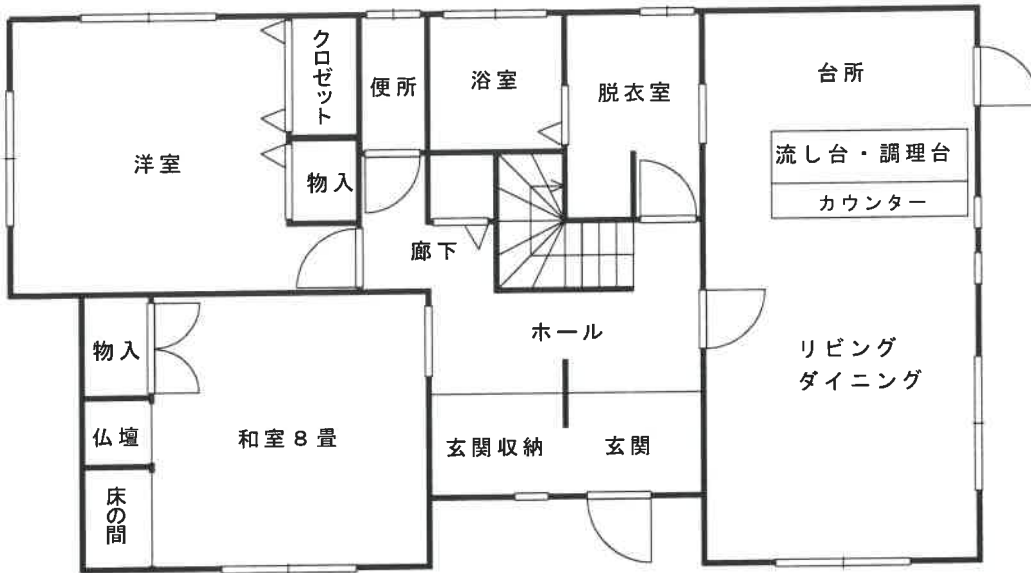 クロゼット
便所
浴室
脱衣室
台所
洋室
物入
流し台・調理台
カウンター
廊下
物入
ホール
リビング
ダイニング
仏壇
和室８畳
玄関収納
玄関
床の間